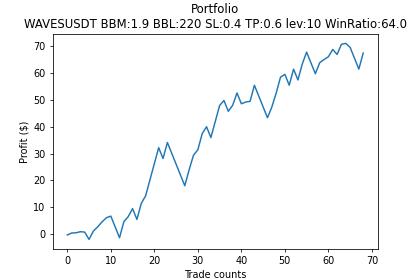 Portfolio
WAVESUSDT BBM:1.9 BBL:220 SL:0.4 TP:0.6 lev:10 WinRatio:64.0
Profit ($)
70
60
50
40
30
20
10
0
0 10 20 30 40 50 60 70
Trade counts